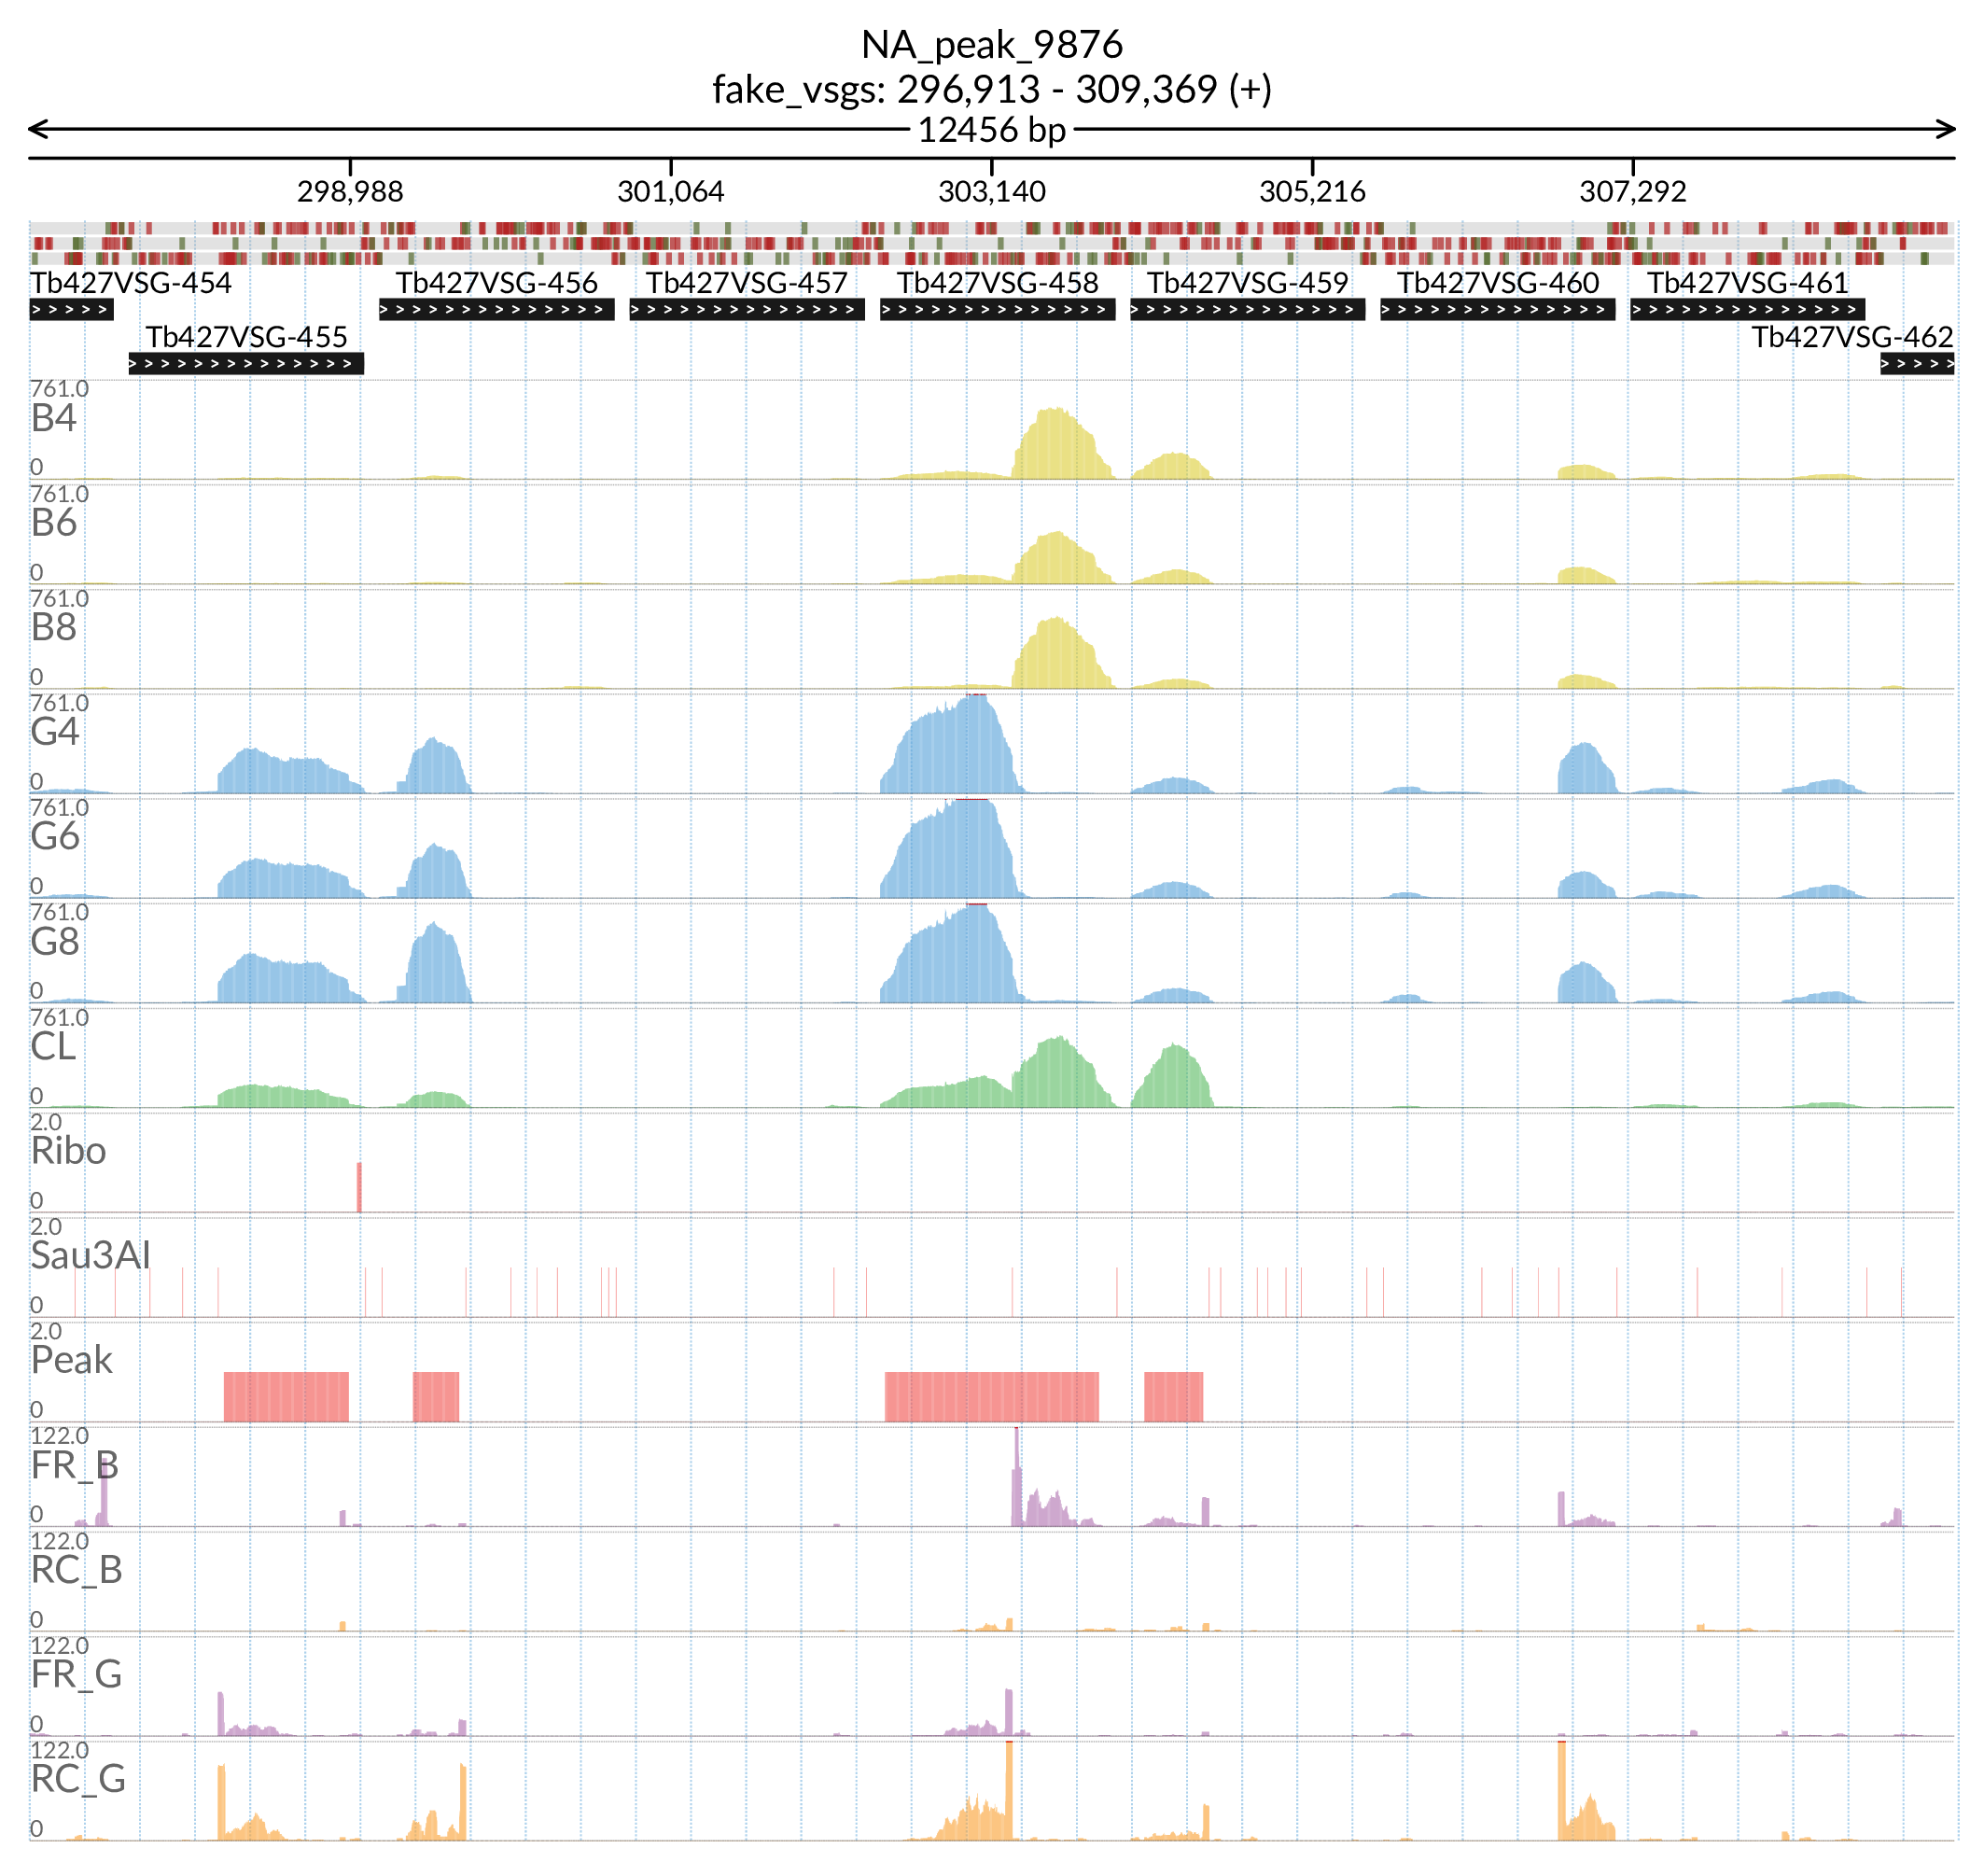 NA_peak_9876
fake_vsgs: 296,913 - 309,369 (+)
12456 bp
298,988 301,064 303,140 305,216 307,292
Tb427VSG-454 Tb427VSG-456 Tb427VSG-457 Tb427VSG-458 Tb427VSG-459 Tb427VSG-460 Tb427VSG-461
Tb427VSG-455 Tb427VSG-462
761.0
B4
0
761.0
B6
0
761.0
B8
0
761.0
G4
0
761.0
G6
0
761.0
G8
0
761.0
CL
0
2.0
Ribo
0
2.0
Sau3AI
0
2.0
Peak
0
122.0
FR_B
0
122.0
RC_B
0
122.0
FR_G
0
122.0
RC_G
0